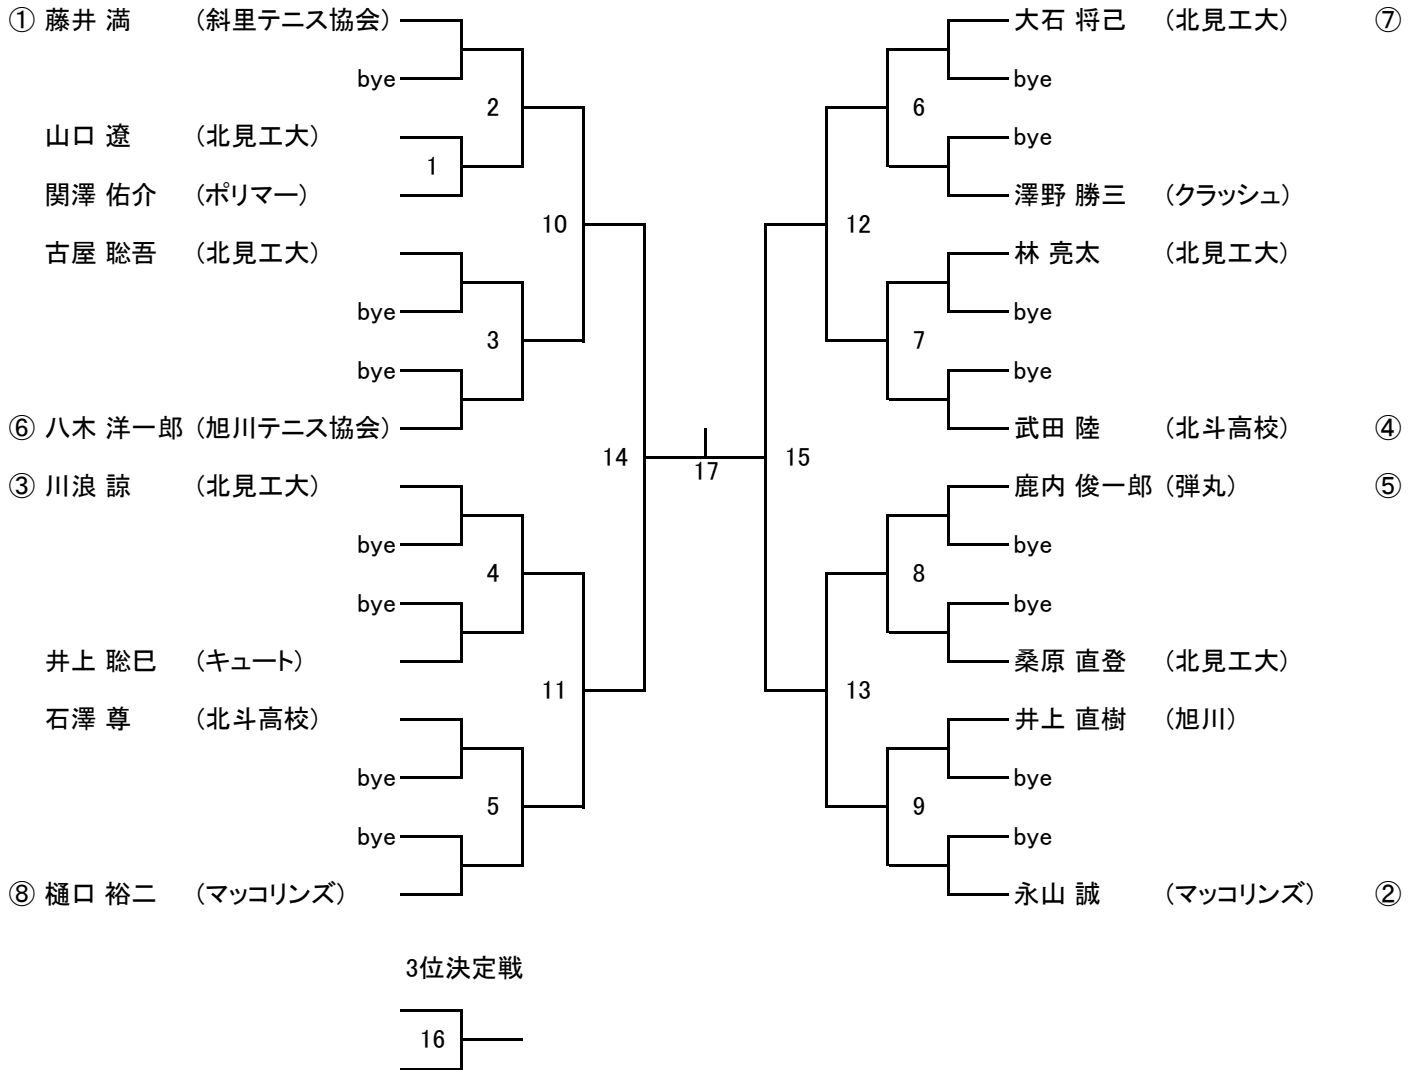 ① 藤井 満 (斜里テニス協会)
bye
2
山口 遼 (北見工大)
1
関澤 佑介 (ポリマー)
10
古屋 聡吾 (北見工大)
bye
3
bye
⑥ 八木 洋一郎 (旭川テニス協会)
14
③ 川浪 諒 (北見工大)
bye
4
bye
井上 聡巳 (キュート)
11
石澤 尊 (北斗高校)
bye
5
bye
⑧ 樋口 裕二 (マッコリンズ)
17
大石 将己 (北見工大) ⑦
bye
6
bye
澤野 勝三 (クラッシュ)
12
林 亮太 (北見工大)
bye
7
bye
武田 陸 (北斗高校) ④
15
鹿内 俊一郎 (弾丸) ⑤
bye
8
bye
桑原 直登 (北見工大)
13
井上 直樹 (旭川)
bye
9
bye
永山 誠 (マッコリンズ) ②
3位決定戦
16